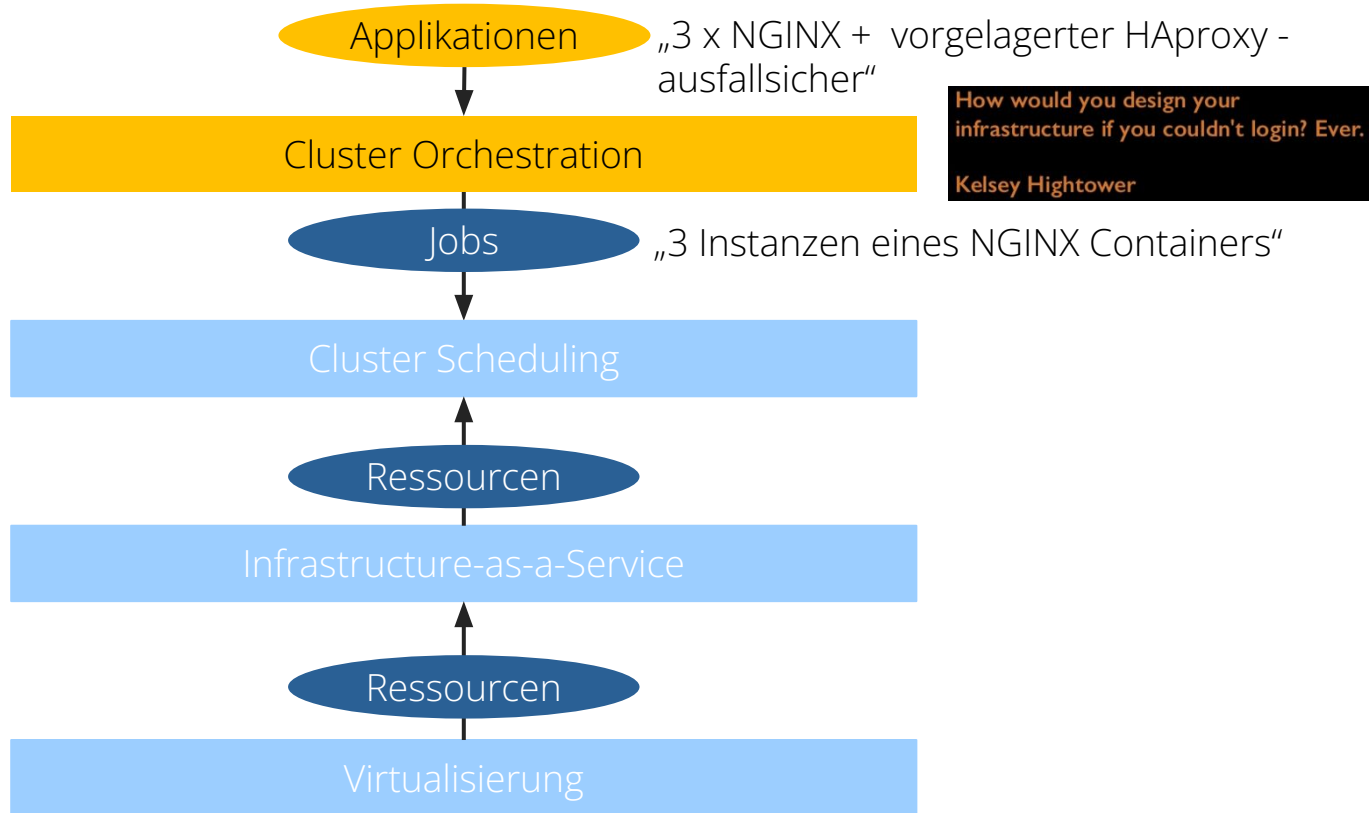 Applikationen
„3 x NGINX +  vorgelagerter HAproxy -
ausfallsicher“
How would you design your
infrastructure if you couldn't login? Ever.
Kelsey Hightower
Cluster Orchestration
Jobs
„3 Instanzen eines NGINX Containers“
Cluster Scheduling
Ressourcen
Infrastructure-as-a-Service
Ressourcen
Virtualisierung